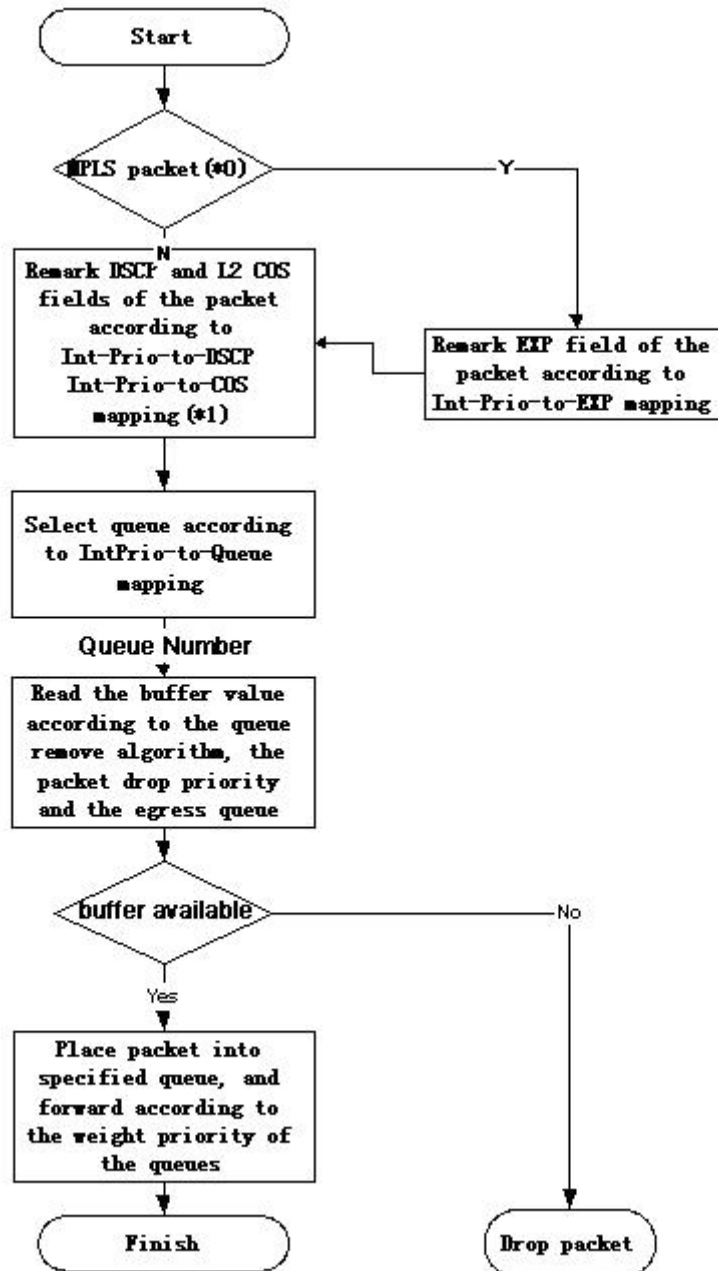 Start
MPLS packet(*0)
Y
N
Remark DSCP and L2 COS
fields of the packet
according to
Int-Prio-to-DSCP
Int-Prio-to-COS
mapping(*1)
Remark EXP field of the
packet according to
Int-Prio-to-EXP mapping
Select queue according
to IntPrio-to-Queue
mapping
Queue Number
Read the buffer value
according to the queue
remove algorithm, the
packet drop priority
and the egress queue
buffer available
No
Yes
Place packet into
specified queue, and
forward according to
the weight priority of
the queues
Finish
Drop packet